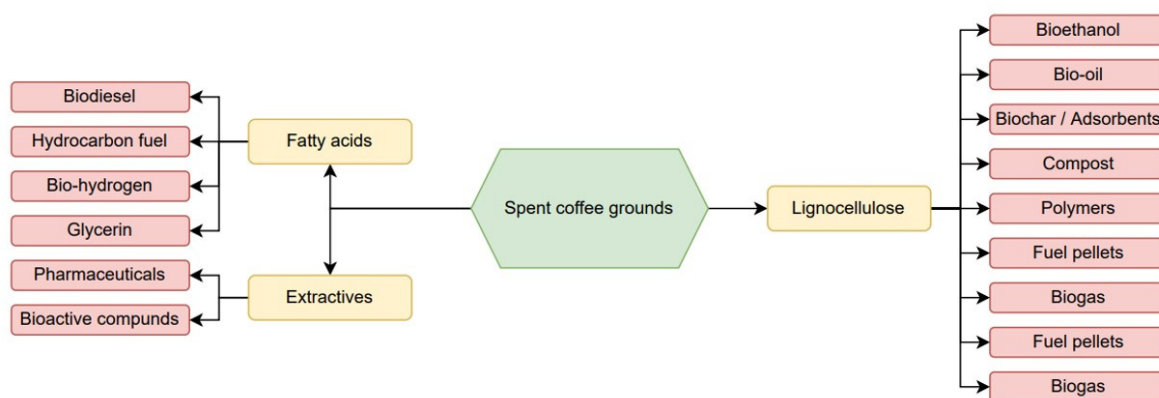 Biodiesel
Hydrocarbon fuel
Bio-hydrogen
Glycerin
Pharmaceuticals
Bioactive compunds
Fatty acids
Extractives
Spent coffee grounds
Lignocellulose
Bioethanol
Bio-oil
Biochar / Adsorbents
Compost
Polymers
Fuel pellets
Biogas
Fuel pellets
Biogas